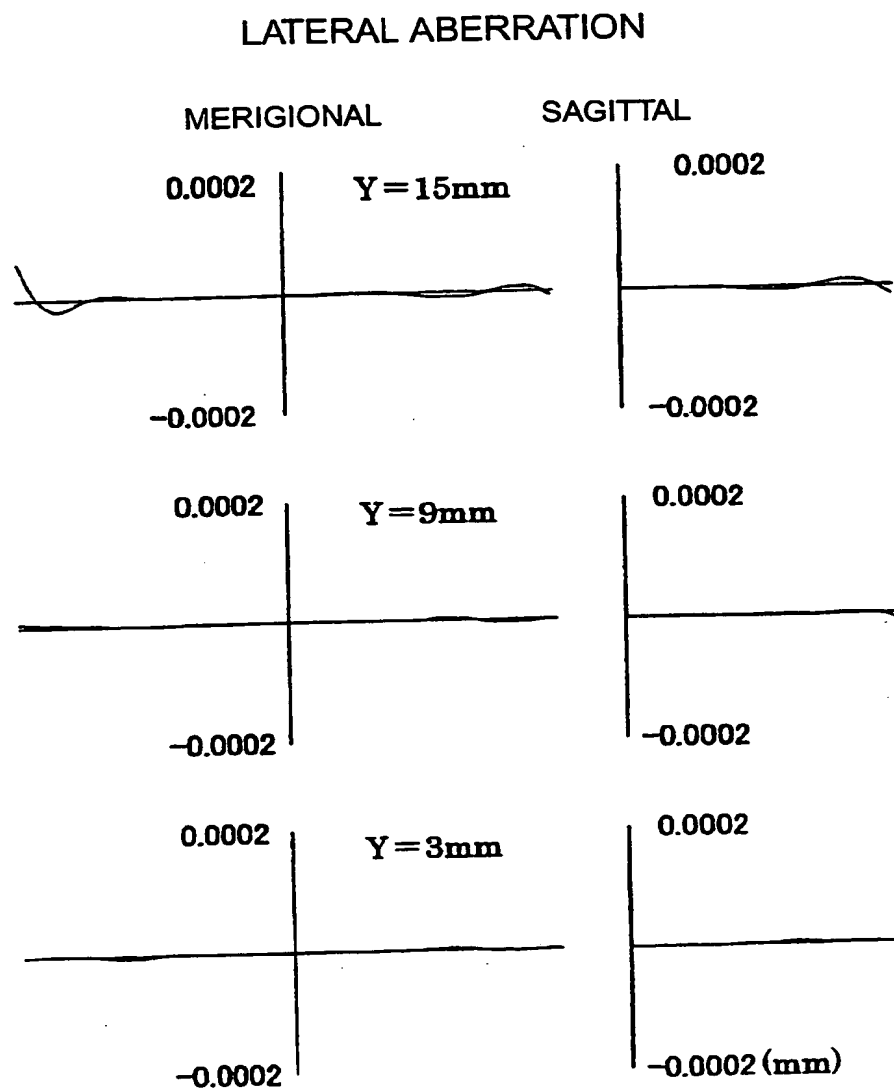 LATERAL ABERRATION
MERIGIONAL SAGITTAL
0.0002 Y=15mm 0.0002
-0.0002 -0.0002
0.0002 Y=9mm 0.0002
-0.0002 -0.0002
0.0002 Y=3mm 0.0002
-0.0002 -0.0002 (mm)